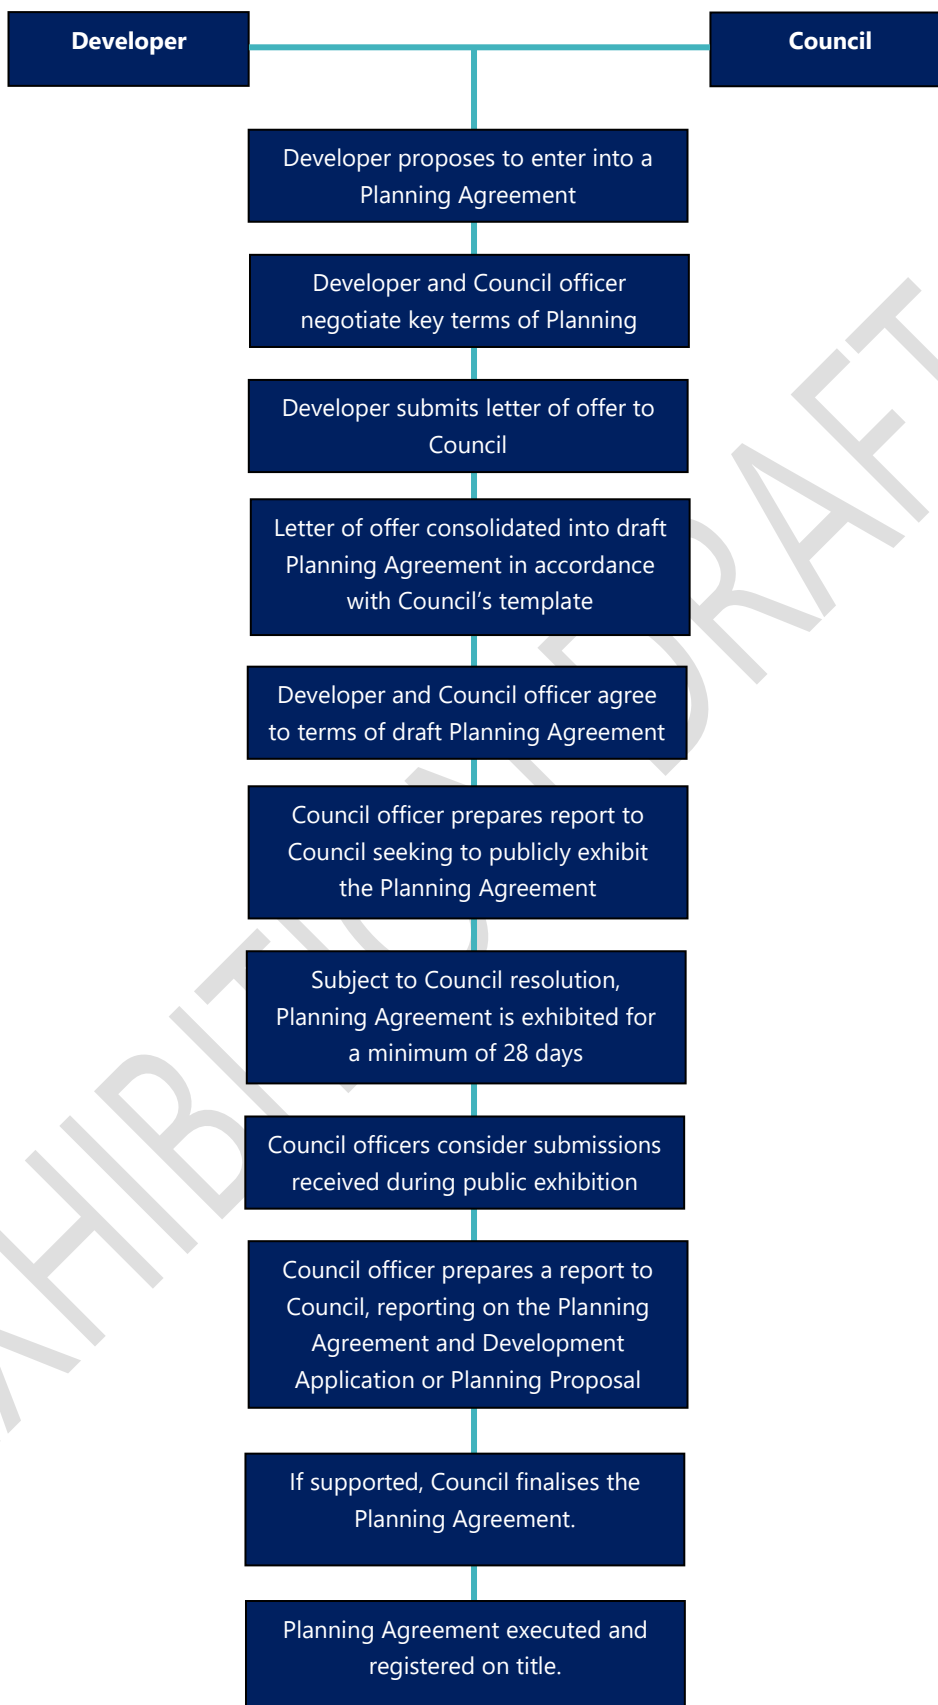 Developer
Council
Developer proposes to enter into a
Planning Agreement
Developer and Council officer
negotiate key terms of Planning
Developer submits letter of offer to
Council
Letter of offer consolidated into draft
Planning Agreement in accordance
with Council’s template
Developer and Council officer agree
to terms of draft Planning Agreement
Council officer prepares report to
Council seeking to publicly exhibit
the Planning Agreement
Subject to Council resolution,
Planning Agreement is exhibited for
a minimum of 28 days
Council officers consider submissions
received during public exhibition
Council officer prepares a report to
Council, reporting on the Planning
Agreement and Development
Application or Planning Proposal
If supported, Council finalises the
Planning Agreement.
Planning Agreement executed and
registered on title.
DRAFT